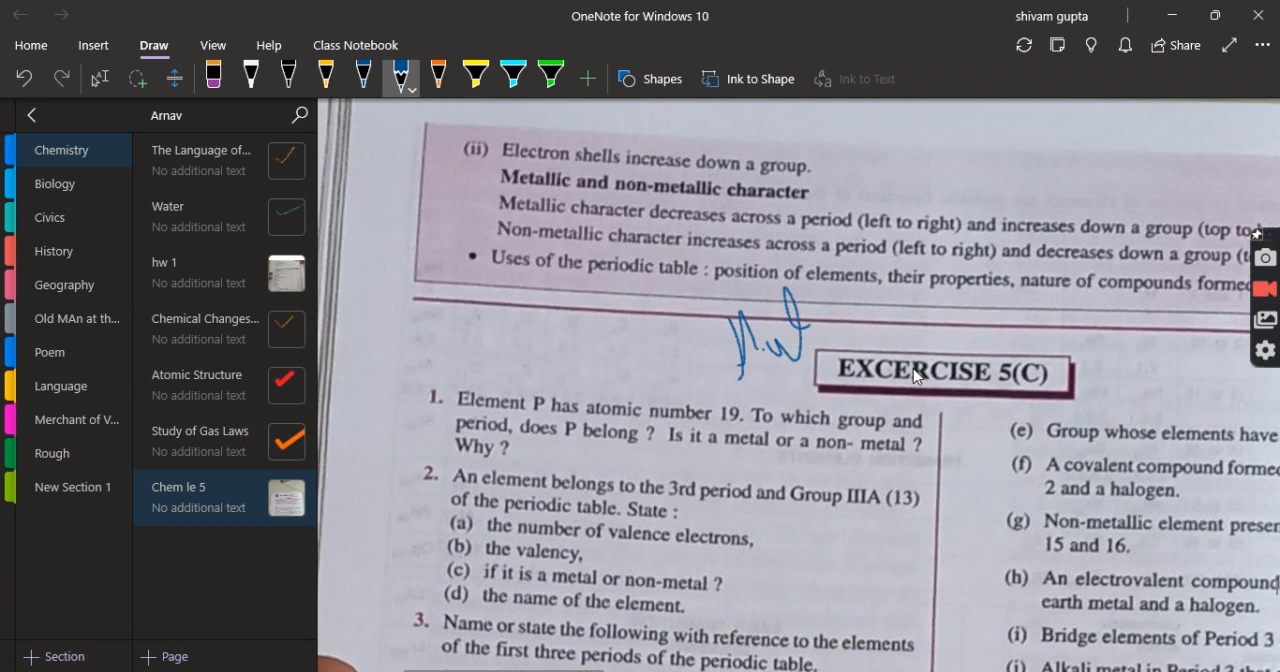 OneNote for Windows 10
shivam gupta
Home Insert Draw View Help Class Notebook
Share
Shapes
Ink to Shape
Ink to Text
Arnav
Chemistry
Biology
Civics
History
Geography
Old MAn at th...
Poem
Language
Merchant of V...
Rough
New Section 1
Section
The Language of...
No additional text
Water
No additional text
hw 1
No additional text
Chemical Changes...
No additional text
Atomic Structure
No additional text
Study of Gas Laws
No additional text
Chem le 5
No additional text
Page
(ii) Electron shells increase down a group.
Metallic and non-metallic character
Metallic character decreases across a period (left to right) and increases down a group (top to
Non-metallic character increases across a period (left to right) and decreases down a group (t
• Uses of the periodic table : position of elements, their properties, nature of compounds formed
EXCERCISE 5(C)
1. Element P has atomic number 19. To which group and
period, does P belong ? Is it a metal or a non- metal ?
Why ?
2. An element belongs to the 3rd period and Group IIIA (13)
of the periodic table. State :
(a) the number of valence electrons,
(b) the valency,
(c) if it is a metal or non-metal ?
(d) the name of the element.
3. Name or state the following with reference to the elements
of the first three periods of the periodic table.
(e) Group whose elements have
(f) A covalent compound formed
2 and a halogen.
(g) Non-metallic element presen
15 and 16.
(h) An electrovalent compound
earth metal and a halogen.
(i) Bridge elements of Period 3
(j) Alkali metal in Period 3